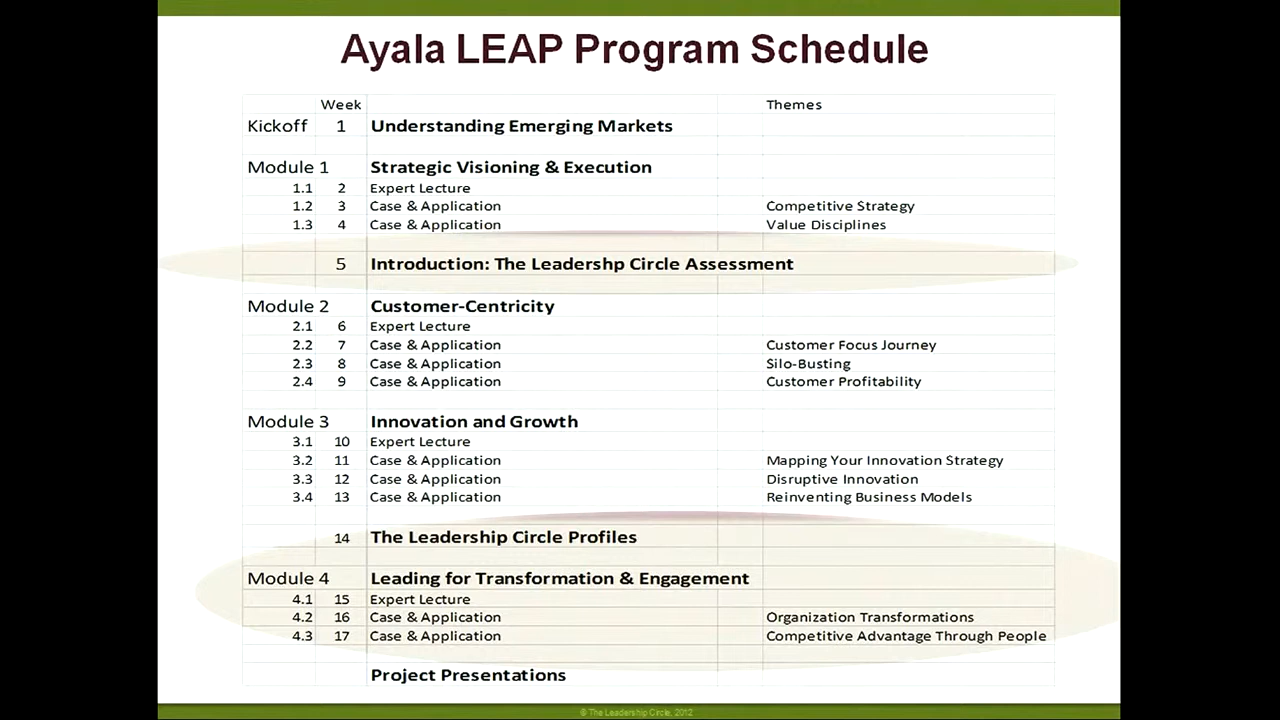 Ayala LEAP Program Schedule
Week Themes
Kickoff 1 Understanding Emerging Markets
Module 1 Strategic Visioning & Execution
1.1 2 Expert Lecture
1.2 3 Case & Application Competitive Strategy
1.3 4 Case & Application Value Disciplines
5 Introduction: The Leadershp Circle Assessment
Module 2 Customer-Centricity
2.1 6 Expert Lecture
2.2 7 Case & Application Customer Focus Journey
2.3 8 Case & Application Silo-Busting
2.4 9 Case & Application Customer Profitability
Module 3 Innovation and Growth
3.1 10 Expert Lecture
3.2 11 Case & Application Mapping Your Innovation Strategy
3.3 12 Case & Application Disruptive Innovation
3.4 13 Case & Application Reinventing Business Models
14 The Leadership Circle Profiles
Module 4 Leading for Transformation & Engagement
4.1 15 Expert Lecture
4.2 16 Case & Application Organization Transformations
4.3 17 Case & Application Competitive Advantage Through People
Project Presentations
© The Leadership Circle, 2012